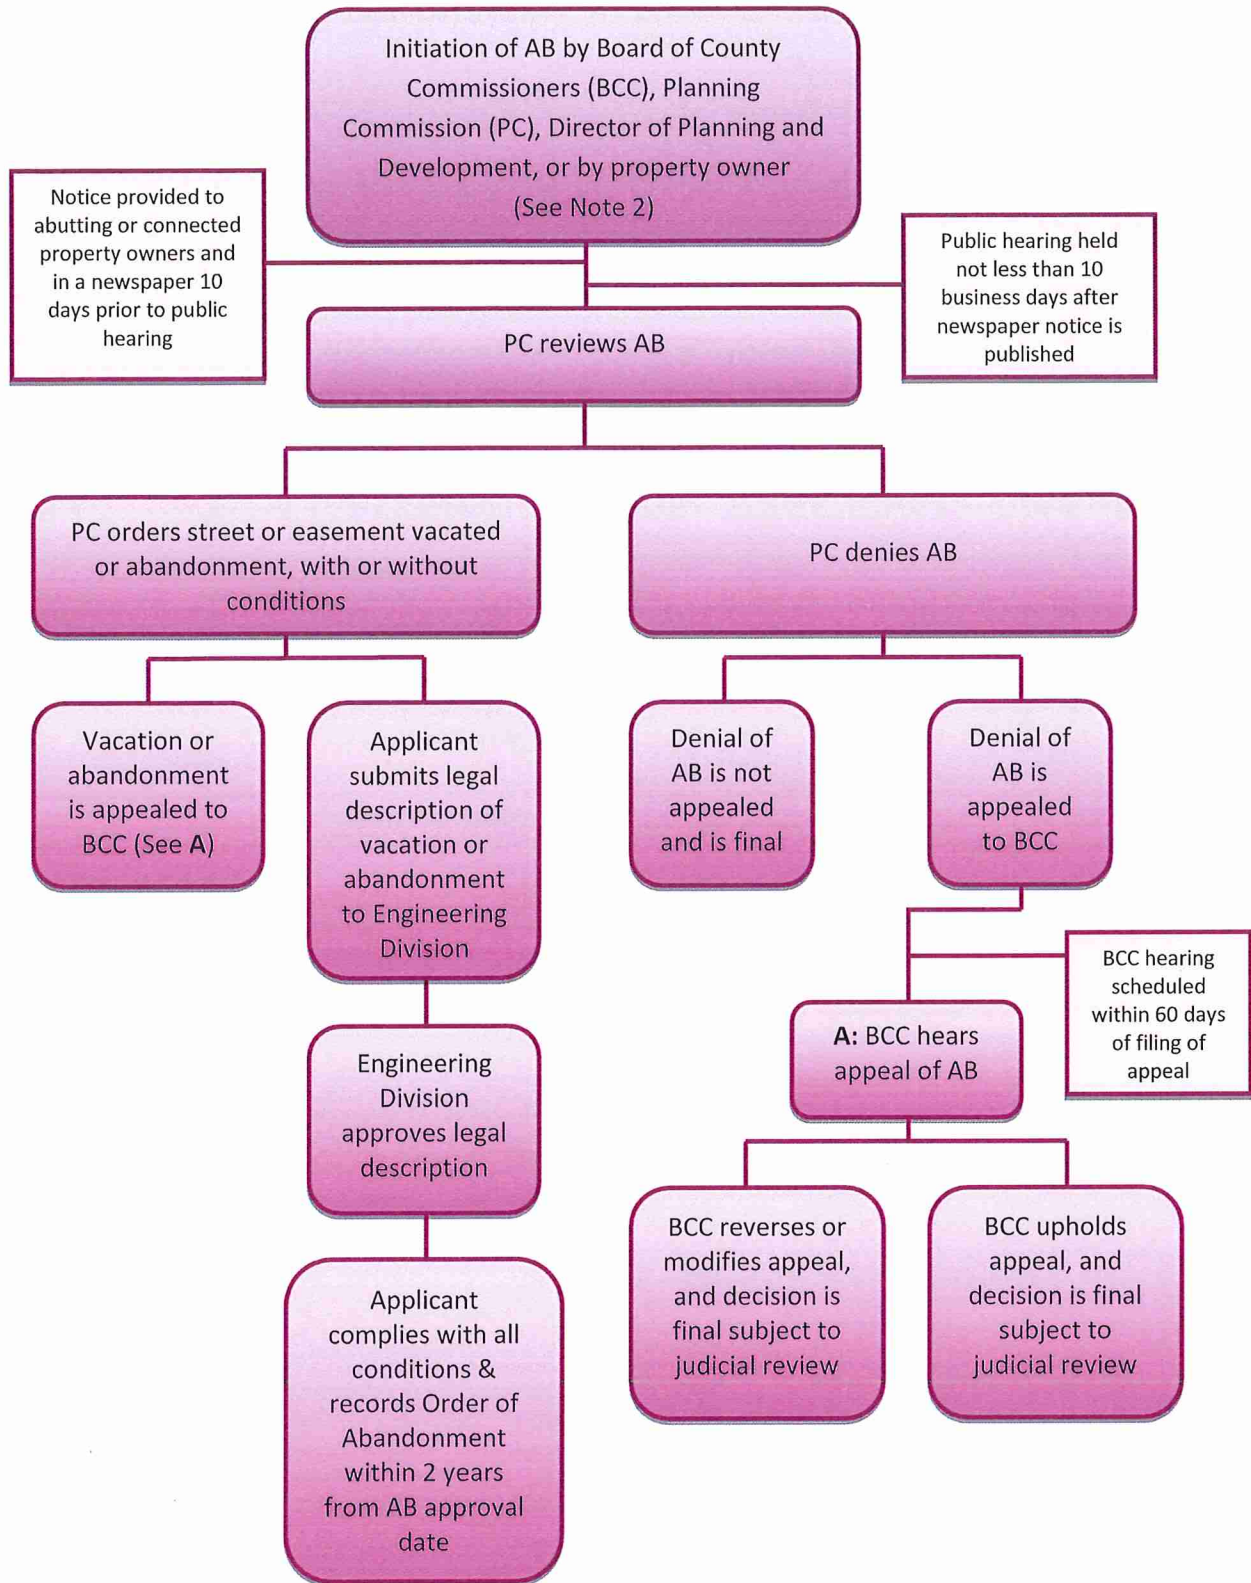 Initiation of AB by Board of County
Commissioners (BCC), Planning
Commission (PC), Director of Planning and
Development, or by property owner
(See Note 2)
Notice provided to
abutting or connected
property owners and
in a newspaper 10
days prior to public
hearing
Public hearing held
not less than 10
business days after
newspaper notice is
published
PC reviews AB
PC orders street or easement vacated
or abandonment, with or without
conditions
PC denies AB
Vacation or
abandonment
is appealed to
BCC (See A)
Applicant
submits legal
description of
vacation or
abandonment
to Engineering
Division
Denial of
AB is not
appealed
and is final
Denial of
AB is
appealed
to BCC
BCC hearing
scheduled
within 60 days
of filing of
appeal
A: BCC hears
appeal of AB
Engineering
Division
approves legal
description
BCC reverses or
modifies appeal,
and decision is
final subject to
judicial review
BCC upholds
appeal, and
decision is final
subject to
judicial review
Applicant
complies with all
conditions &
records Order of
Abandonment
within 2 years
from AB approval
date